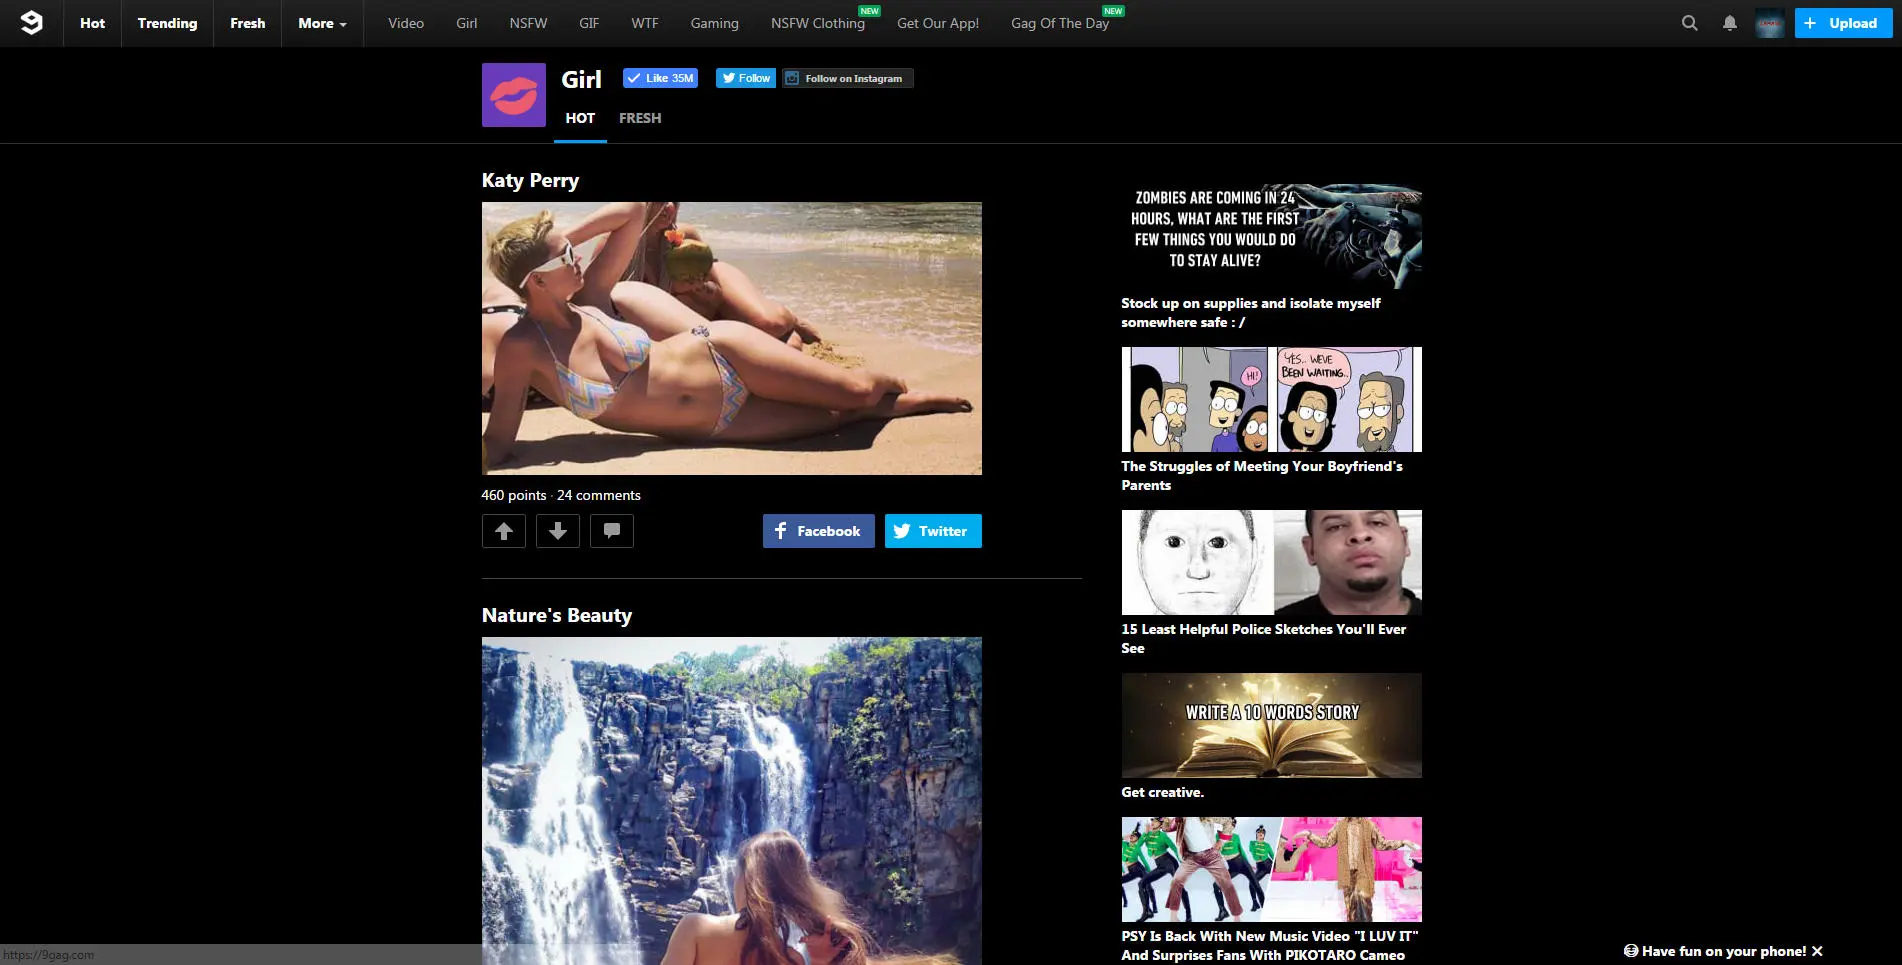 Hot
Trending
Fresh
More
Video
Girl
NSFW
GIF
WTF
Gaming
NSFW Clothing
NEW
Get Our App!
Gag Of The Day
NEW
+ Upload
Girl
Like 35M
Follow
Follow on Instagram
HOT
FRESH
Katy Perry
460 points · 24 comments
Facebook
Twitter
Nature's Beauty
ZOMBIES ARE COMING IN 24
HOURS, WHAT ARE THE FIRST
FEW THINGS YOU WOULD DO
TO STAY ALIVE?
Stock up on supplies and isolate myself
somewhere safe : /
HI!
YES.. WE'VE
BEEN WAITING..
The Struggles of Meeting Your Boyfriend's
Parents
15 Least Helpful Police Sketches You'll Ever
See
WRITE A 10 WORDS STORY
Get creative.
PSY Is Back With New Music Video "I LUV IT"
And Surprises Fans With PIKOTARO Cameo
https://9gag.com
Have fun on your phone!